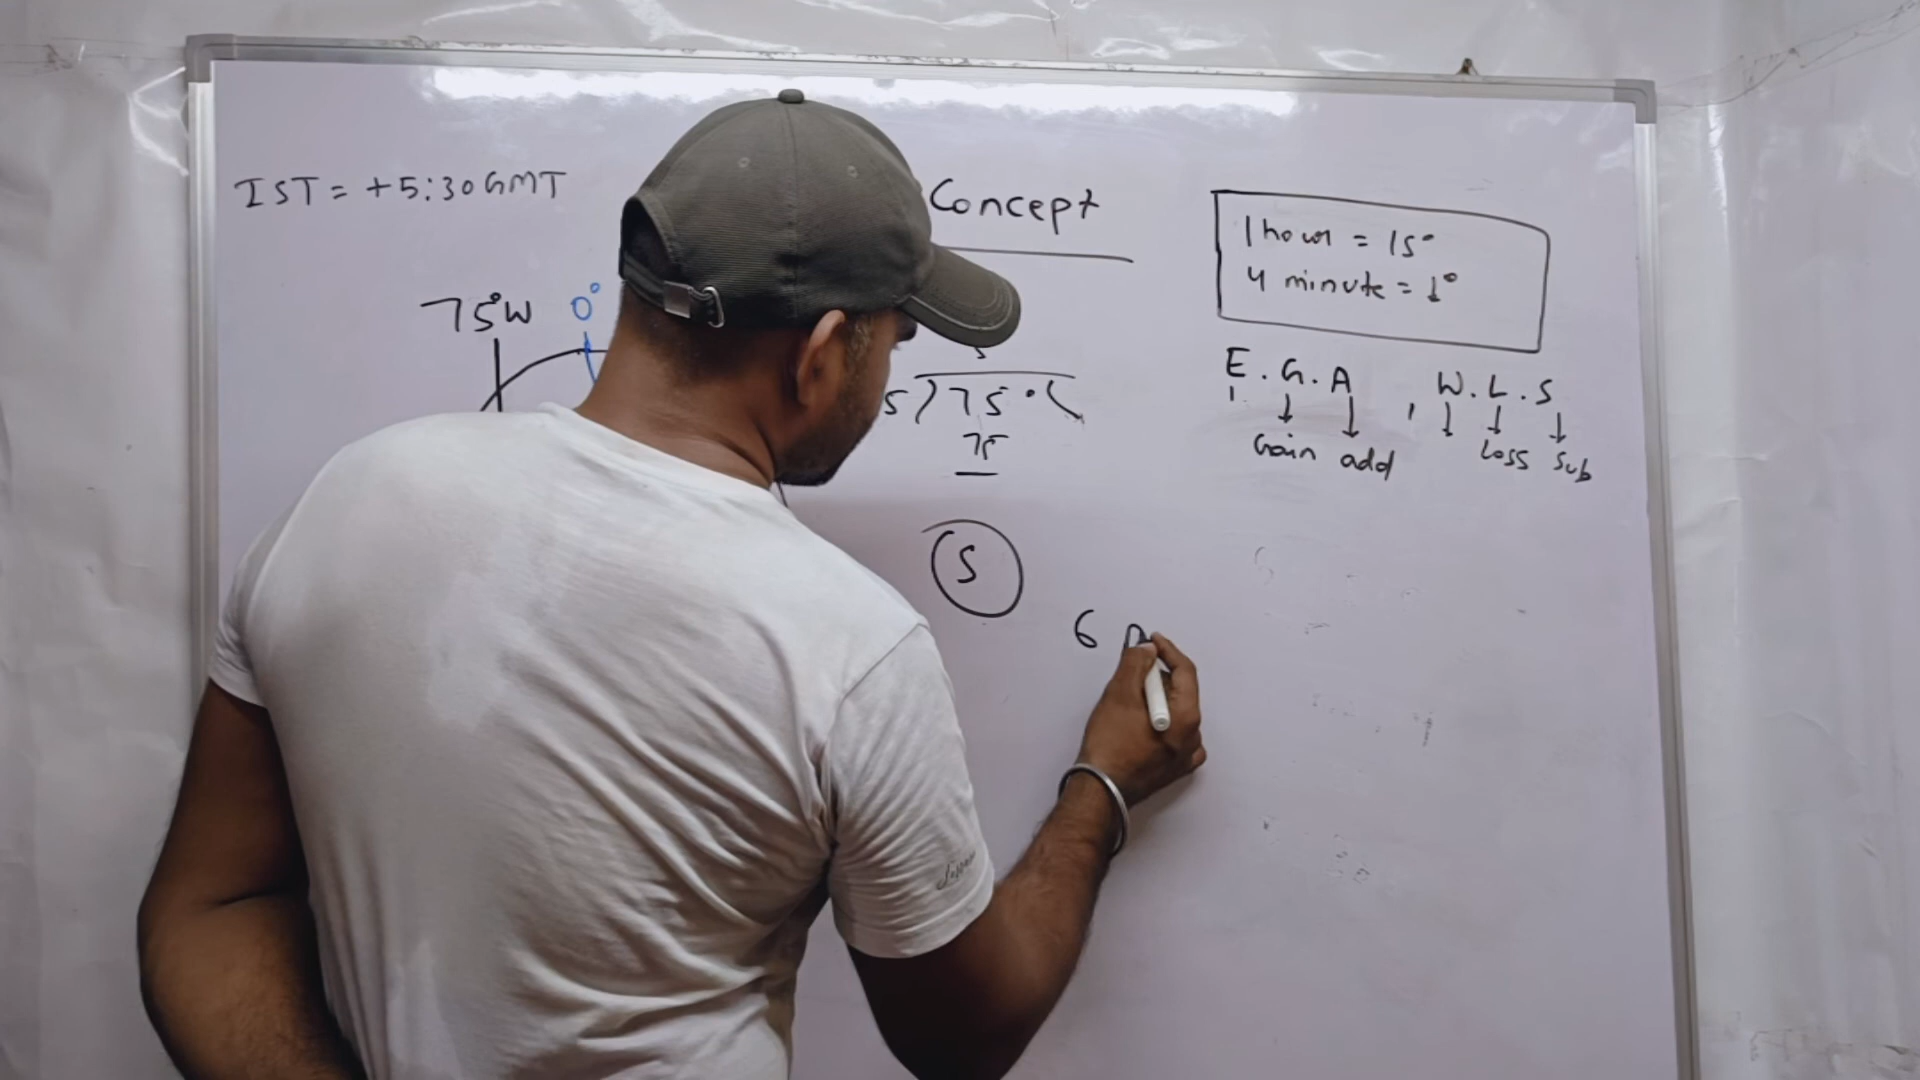 IST = +5:30 GMT
Concept
1 hour = 15°
4 minute = 1°
75°W 0°
E.G.A W.L.S
Gain add Loss Sub
5)75°(
75
5
6